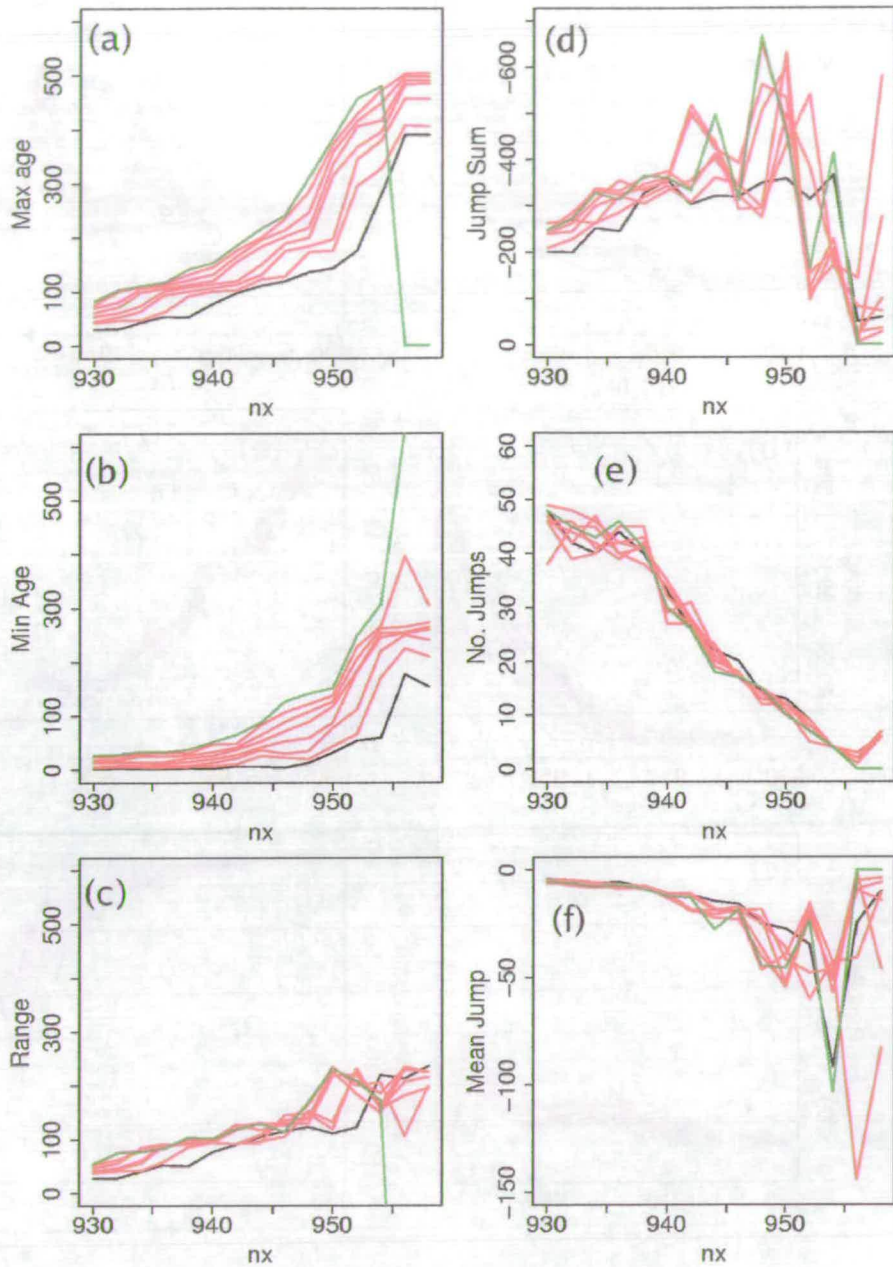 (a)
Max age
0 100 300 500
930 940 950
nx
(b)
Min Age
0 100 300 500
930 940 950
nx
(c)
Range
0 100 300 500
930 940 950
nx
(d)
Jump Sum
0 -200 -400 -600
930 940 950
nx
(e)
No. Jumps
0 10 20 30 40 50 60
930 940 950
nx
(f)
Mean Jump
-150 -100 -50 0
930 940 950
nx